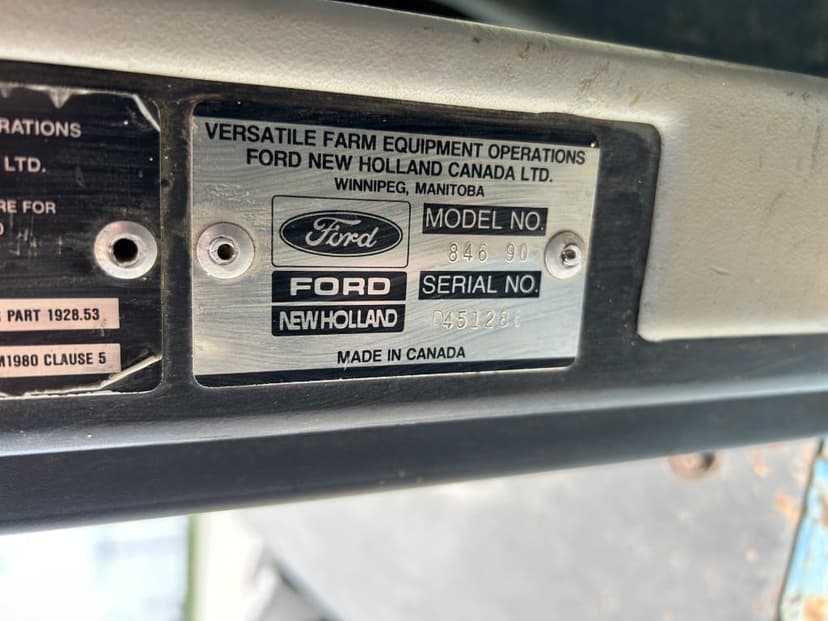 RATIONS
LTD.
RE FOR
PART 1928.53
M1980 CLAUSE 5
VERSATILE FARM EQUIPMENT OPERATIONS
FORD NEW HOLLAND CANADA LTD.
WINNIPEG, MANITOBA
Ford
FORD
NEW HOLLAND
MODEL NO.
846 90
SERIAL NO.
MADE IN CANADA